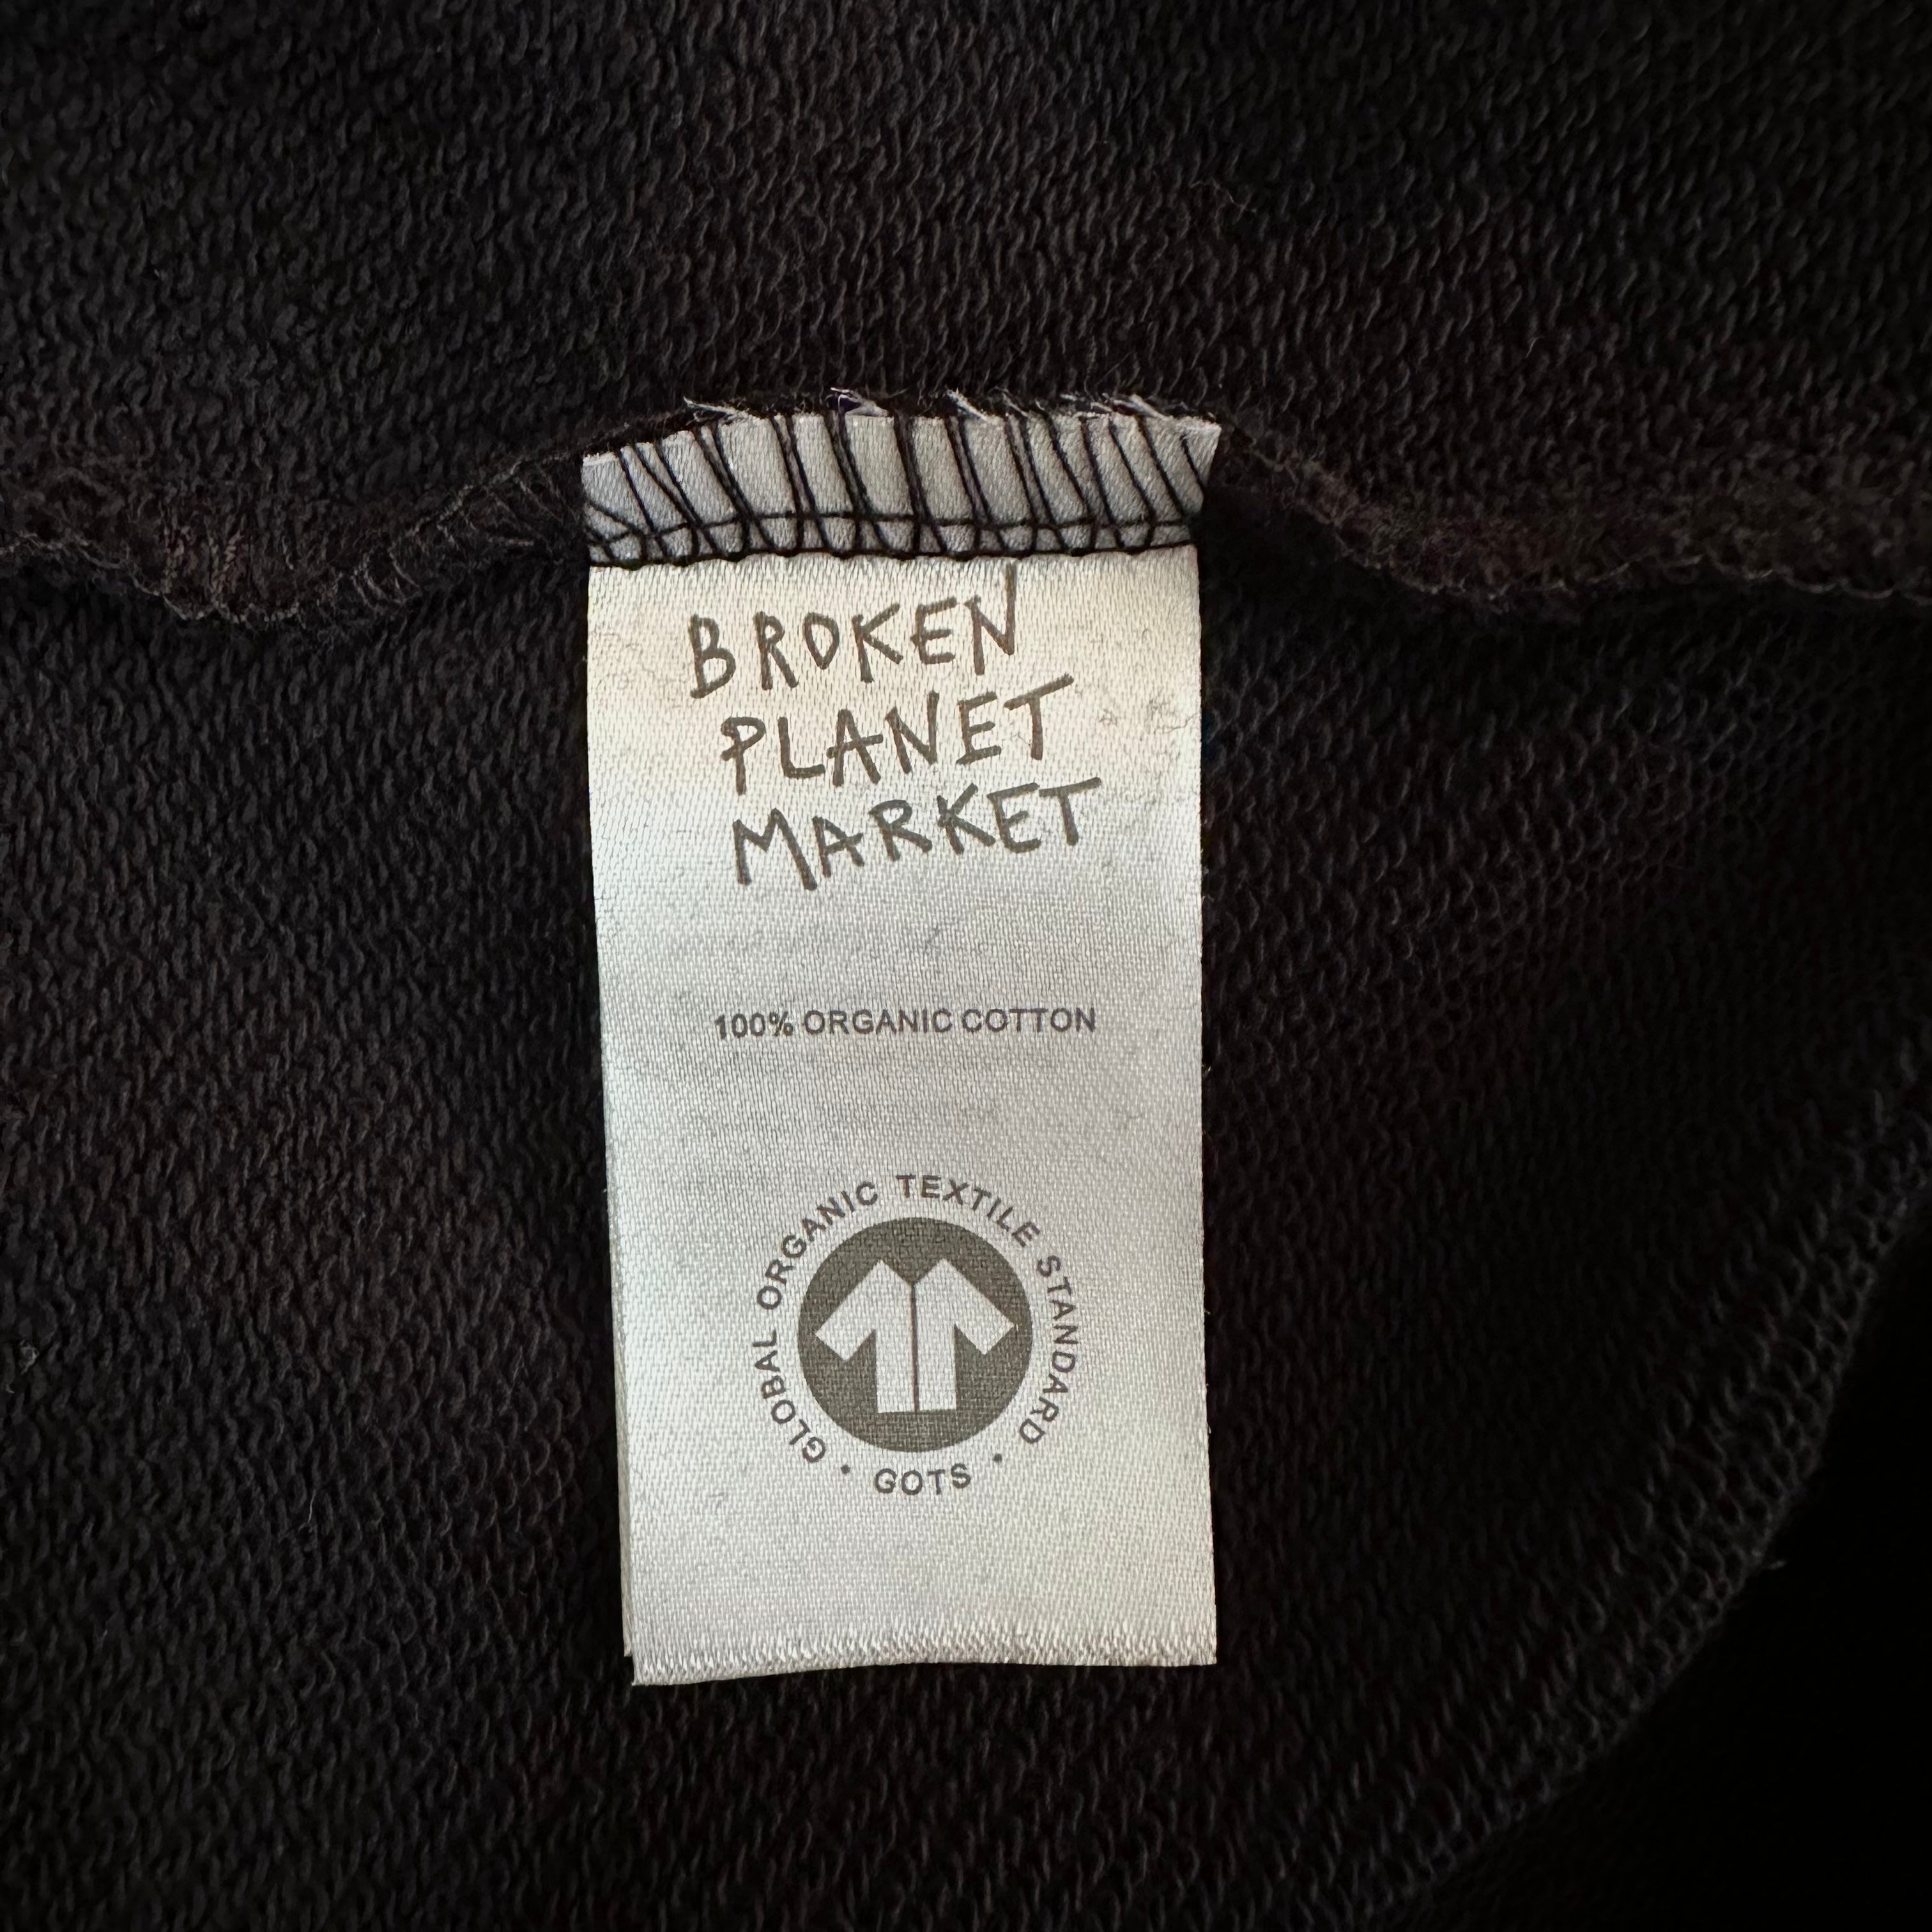 BROKEN
PLANET
MARKET
100% ORGANIC COTTON
GLOBAL ORGANIC TEXTILE STANDARD
• GOTS •